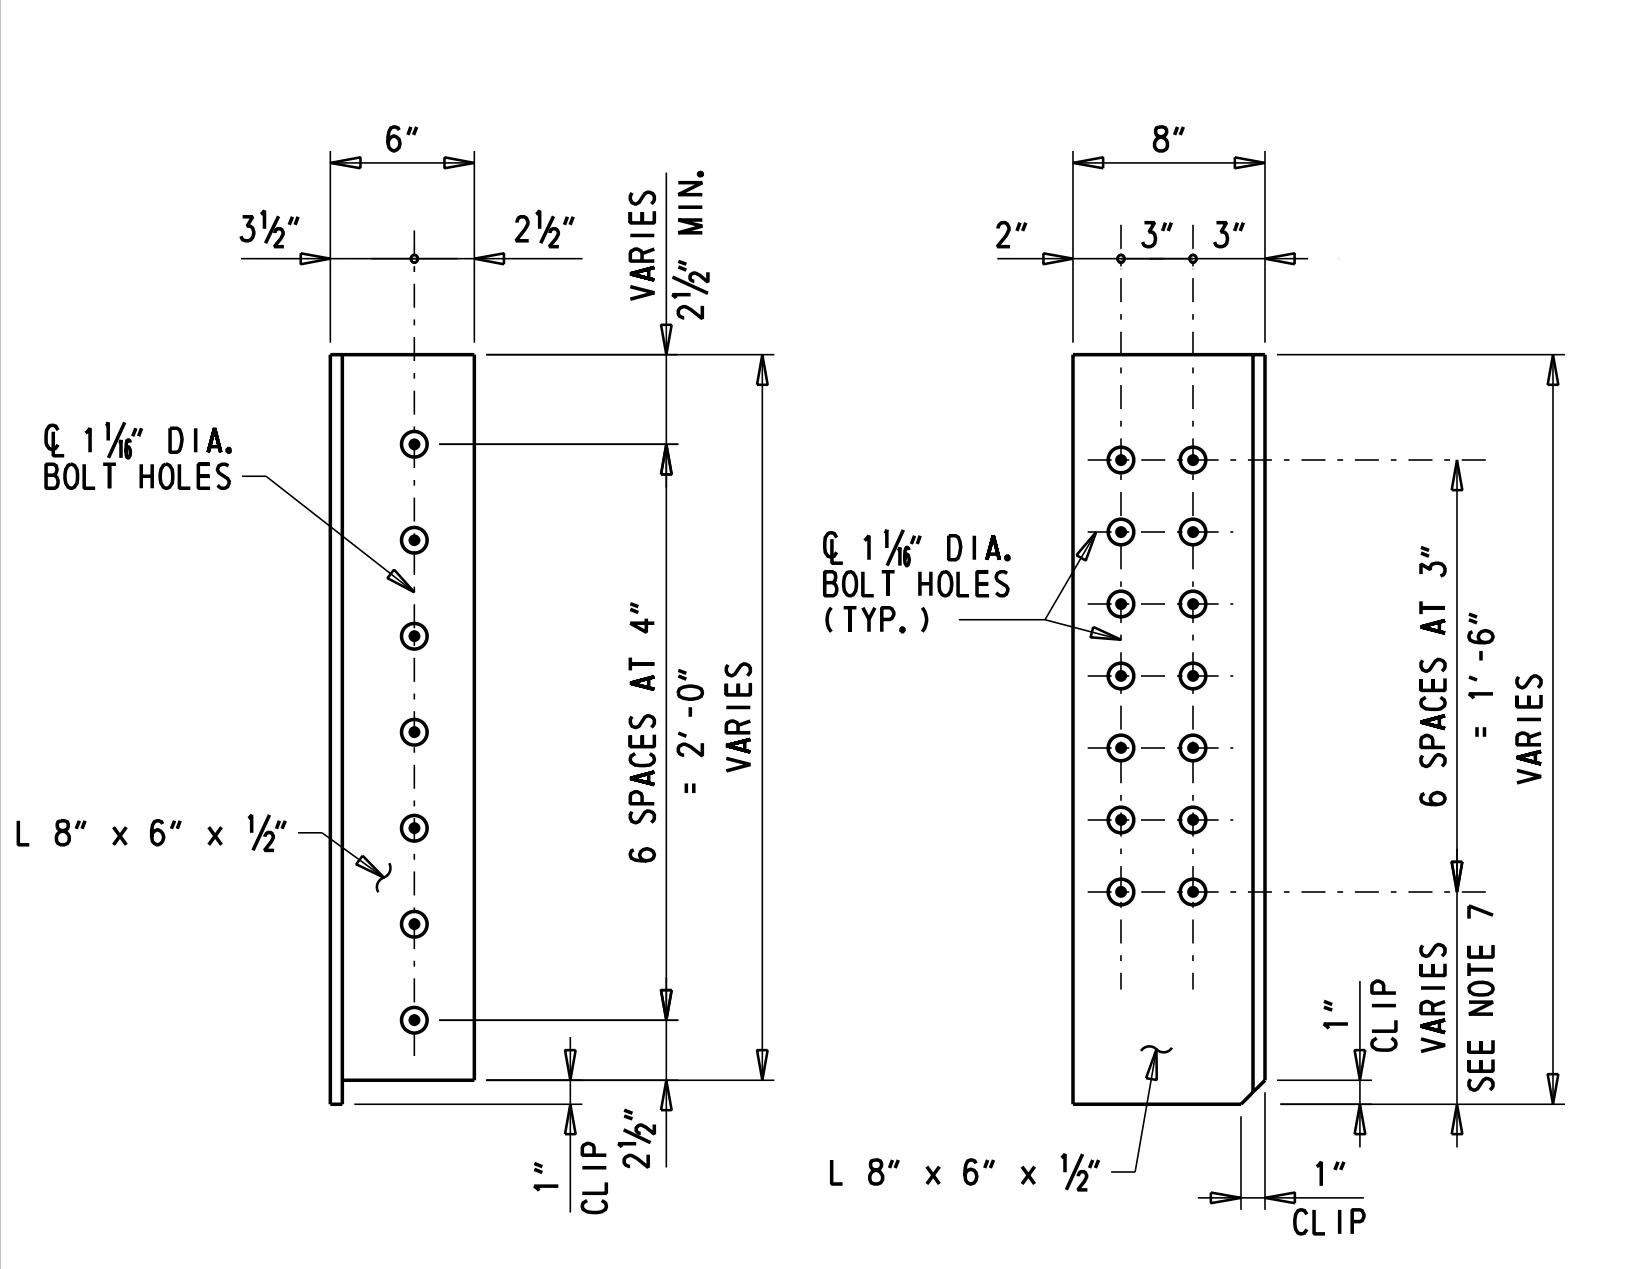 6"
3½"
2½"
VARIES
2½" MIN.
℄ 1 1⁄16" DIA.
BOLT HOLES
L 8" x 6" x ½"
6 SPACES AT 4"
= 2'-0"
VARIES
1"
CLIP
2½"
8"
2"
3"
3"
℄ 1 1⁄16" DIA.
BOLT HOLES
(TYP.)
6 SPACES AT 3"
= 1'-6"
VARIES
1"
CLIP
VARIES
SEE NOTE 7
L 8" x 6" x ½"
1"
CLIP